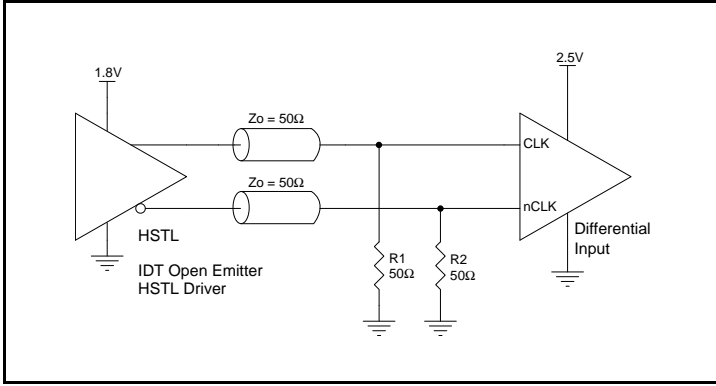 1.8V
2.5V
Zo = 50Ω
CLK
Zo = 50Ω
nCLK
HSTL
Differential
Input
IDT Open Emitter
HSTL Driver
R1
50Ω
R2
50Ω